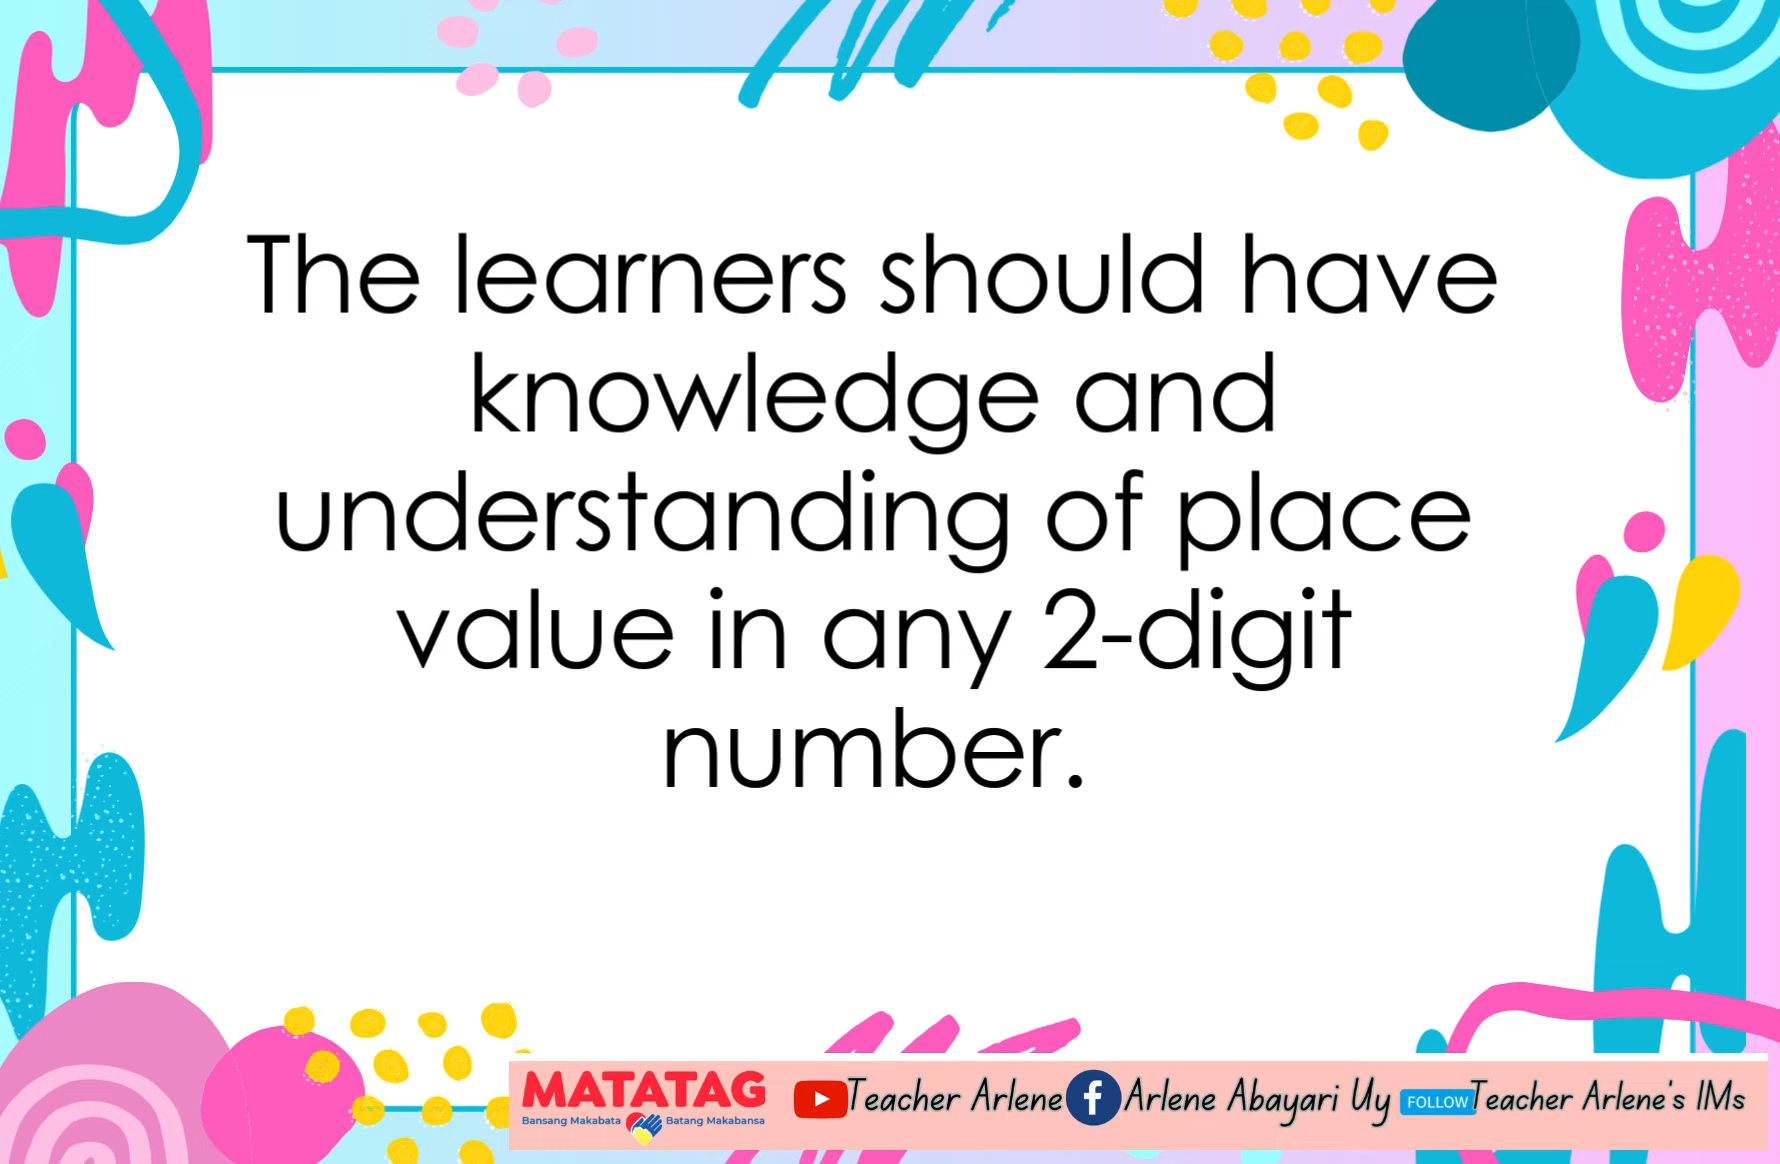 The learners should have
knowledge and
understanding of place
value in any 2-digit
number.
MATATAG
Bansang Makabata Batang Makabansa
Teacher Arlene
Arlene Abayari Uy
FOLLOW
Teacher Arlene's IMs